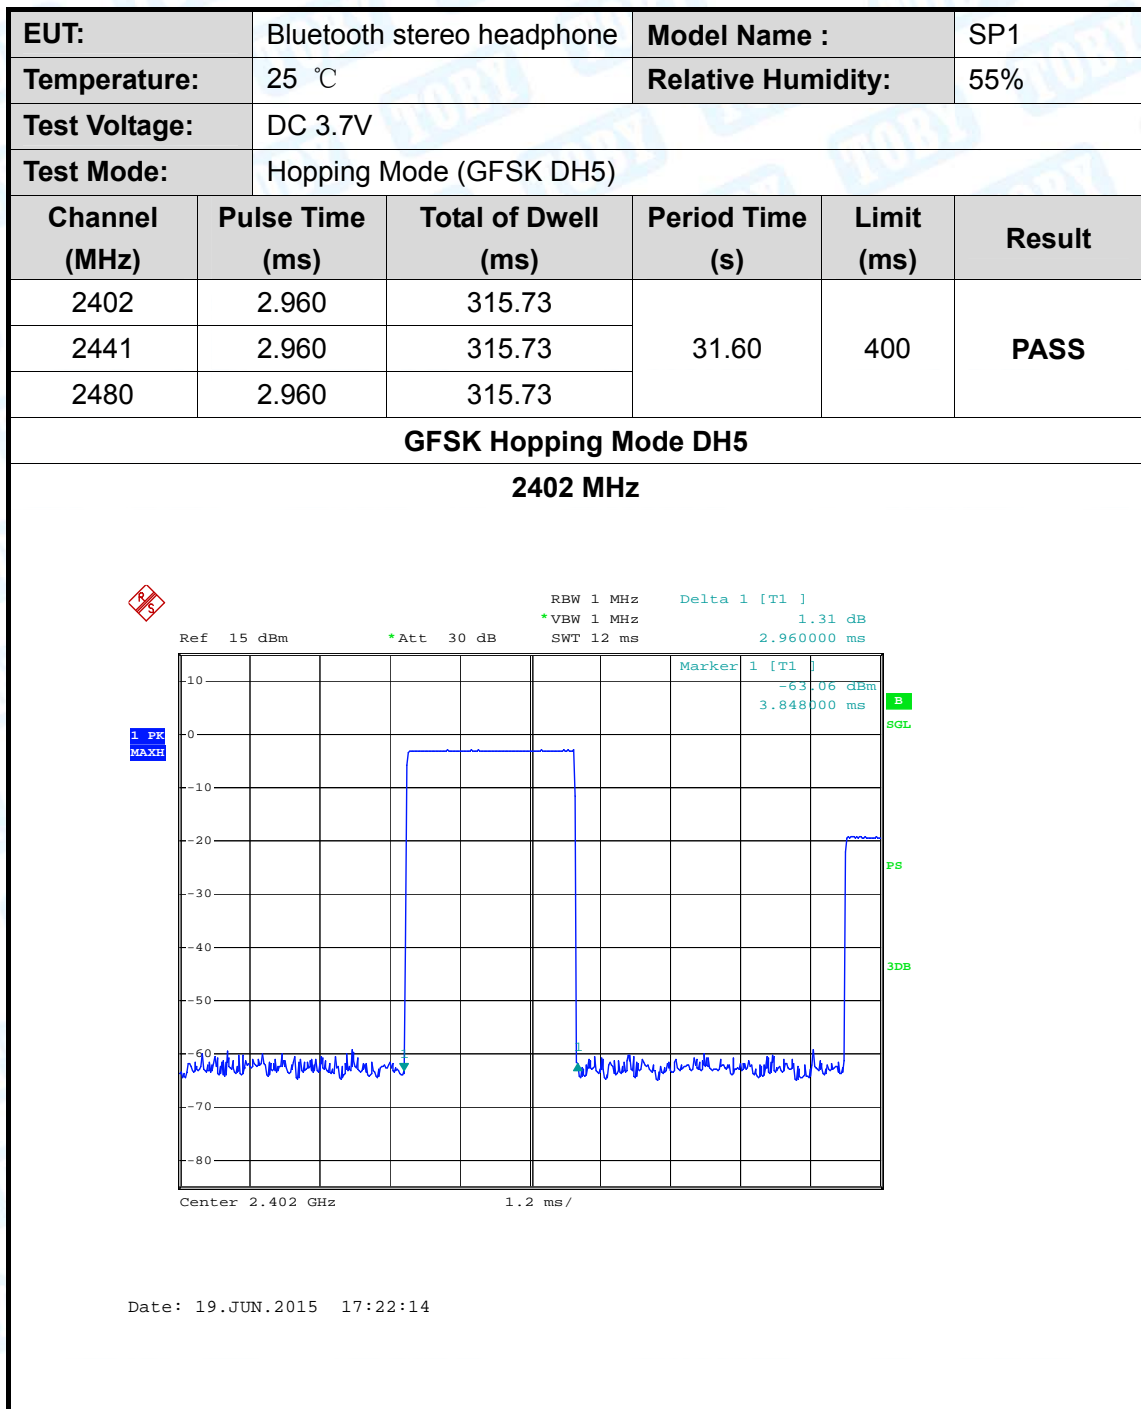 EUT: Bluetooth stereo headphone Model Name : SP1
Temperature: 25 ℃ Relative Humidity: 55%
Test Voltage: DC 3.7V
Test Mode: Hopping Mode (GFSK DH5)
Channel Pulse Time Total of Dwell Period Time Limit Result
(MHz) (ms) (ms) (s) (ms)
2402 2.960 315.73
2441 2.960 315.73 31.60 400 PASS
2480 2.960 315.73
GFSK Hopping Mode DH5
2402 MHz
R S
RBW 1 MHz Delta 1 [T1 ]
*VBW 1 MHz 1.31 dB
Ref 15 dBm *Att 30 dB SWT 12 ms 2.960000 ms
Marker 1 [T1 ]
10
-63.06 dBm
B
3.848000 ms
SGL
1 PK
0
MAXH
-10
-20
PS
-30
-40
3DB
-50
1
1
-60
-70
-80
Center 2.402 GHz 1.2 ms/
Date: 19.JUN.2015 17:22:14
TOBY